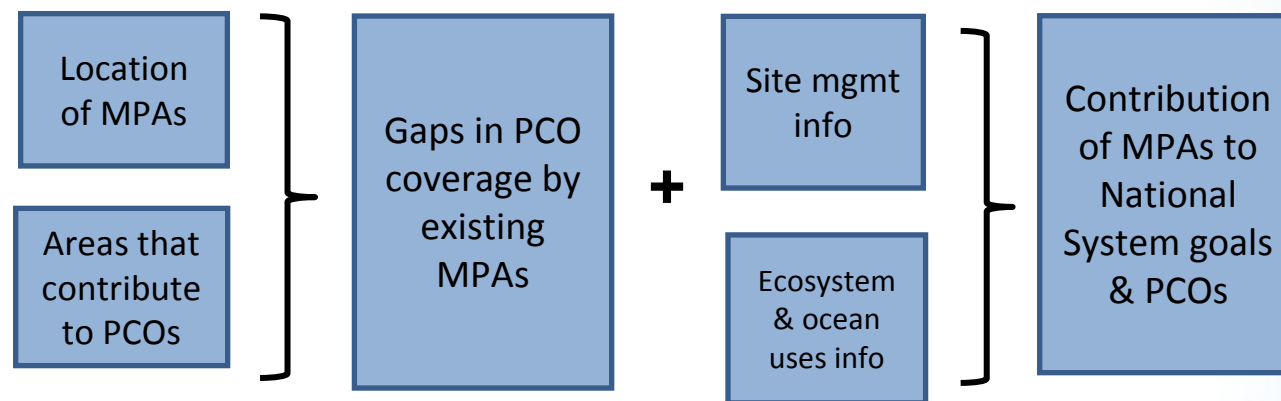 Location
of MPAs
Areas that
contribute
to PCOs
Gaps in PCO
coverage by
existing
MPAs
+
Site mgmt
info
Ecosystem
& ocean
uses info
Contribution
of MPAs to
National
System goals
& PCOs